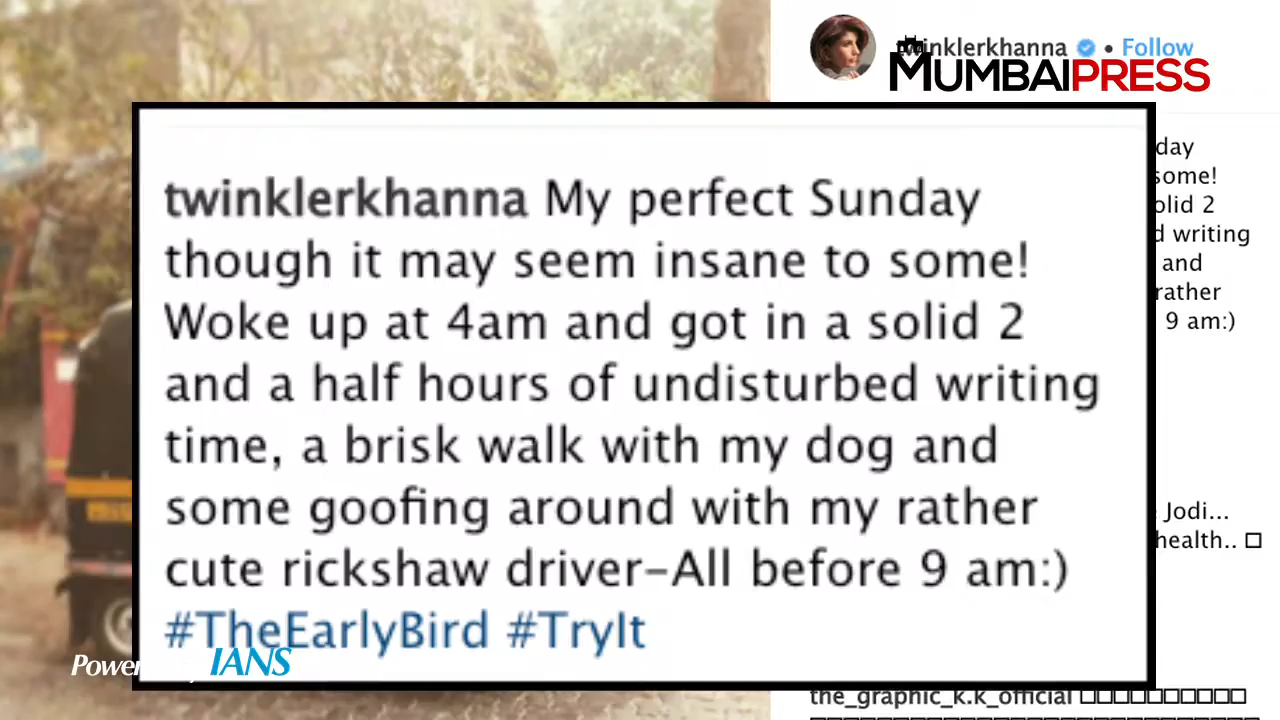 twinklerkhanna • Follow
MUMBAIPRESS
twinklerkhanna My perfect Sunday
though it may seem insane to some!
Woke up at 4am and got in a solid 2
and a half hours of undisturbed writing
time, a brisk walk with my dog and
some goofing around with my rather
cute rickshaw driver–All before 9 am:)
#TheEarlyBird #TryIt
day
some!
olid 2
writing
and
rather
9 am:)
Jodi...
health..
IANS
the_graphic_k.k_official